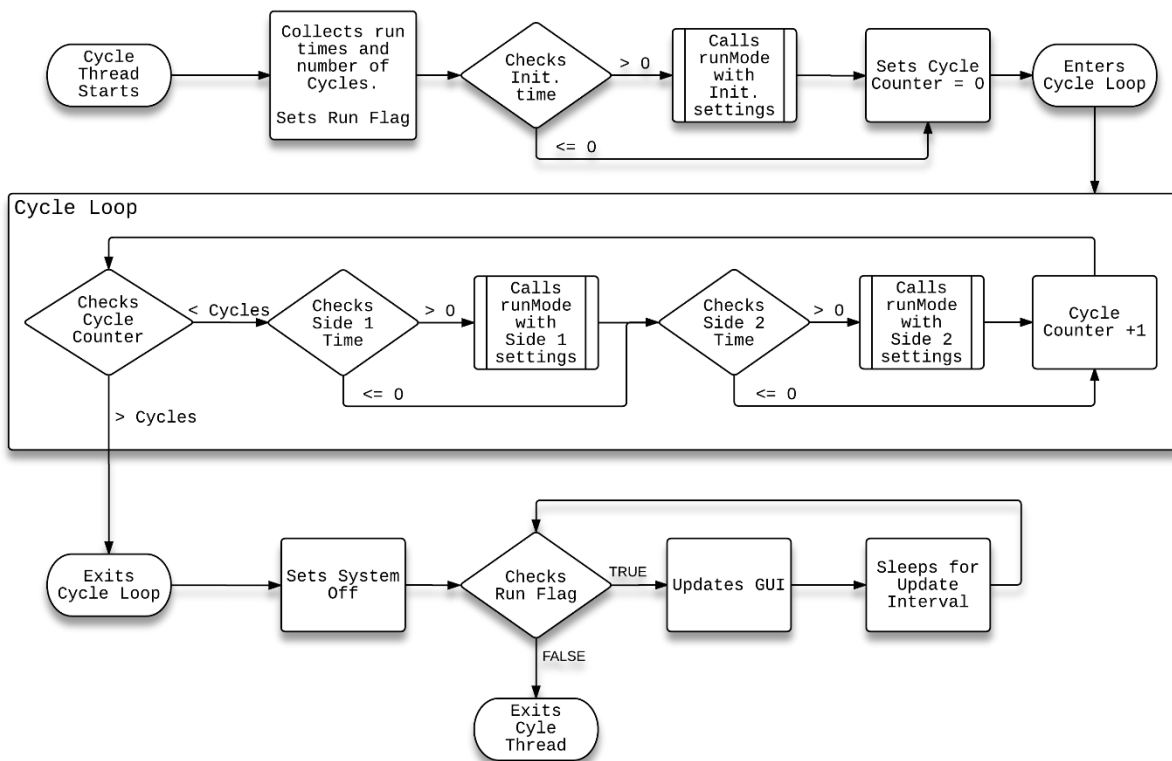 Cycle
Thread
Starts
Collects run
times and
number of
Cycles.
Sets Run Flag
Checks
Init.
time
> 0
<= 0
Calls
runMode
with
Init.
settings
Sets Cycle
Counter = 0
Enters
Cycle Loop
Cycle Loop
Checks
Cycle
Counter
< Cycles
> Cycles
Checks
Side 1
Time
> 0
<= 0
Calls
runMode
with
Side 1
settings
Checks
Side 2
Time
> 0
<= 0
Calls
runMode
with
Side 2
settings
Cycle
Counter +1
Exits
Cycle Loop
Sets System
Off
Checks
Run Flag
TRUE
FALSE
Updates GUI
Sleeps for
Update
Interval
Exits
Cyle
Thread